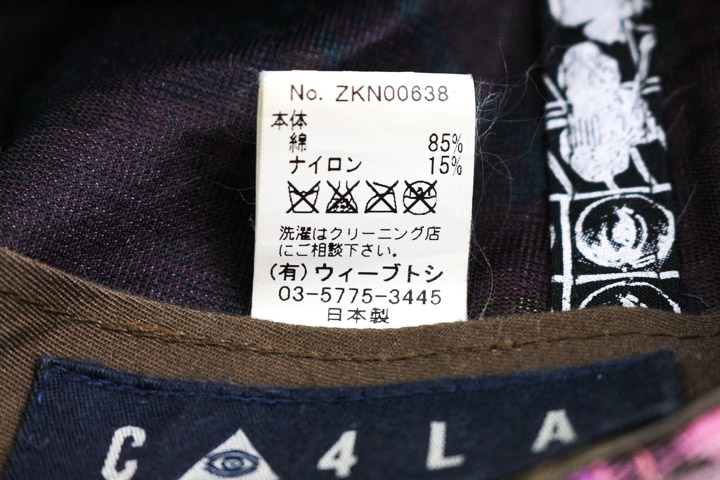 No. ZKN00638
本体
綿 85%
ナイロン 15%
洗濯はクリーニング店
にご相談下さい。
(有)ウィーブトシ
03-5775-3445
日本製
C 4LA